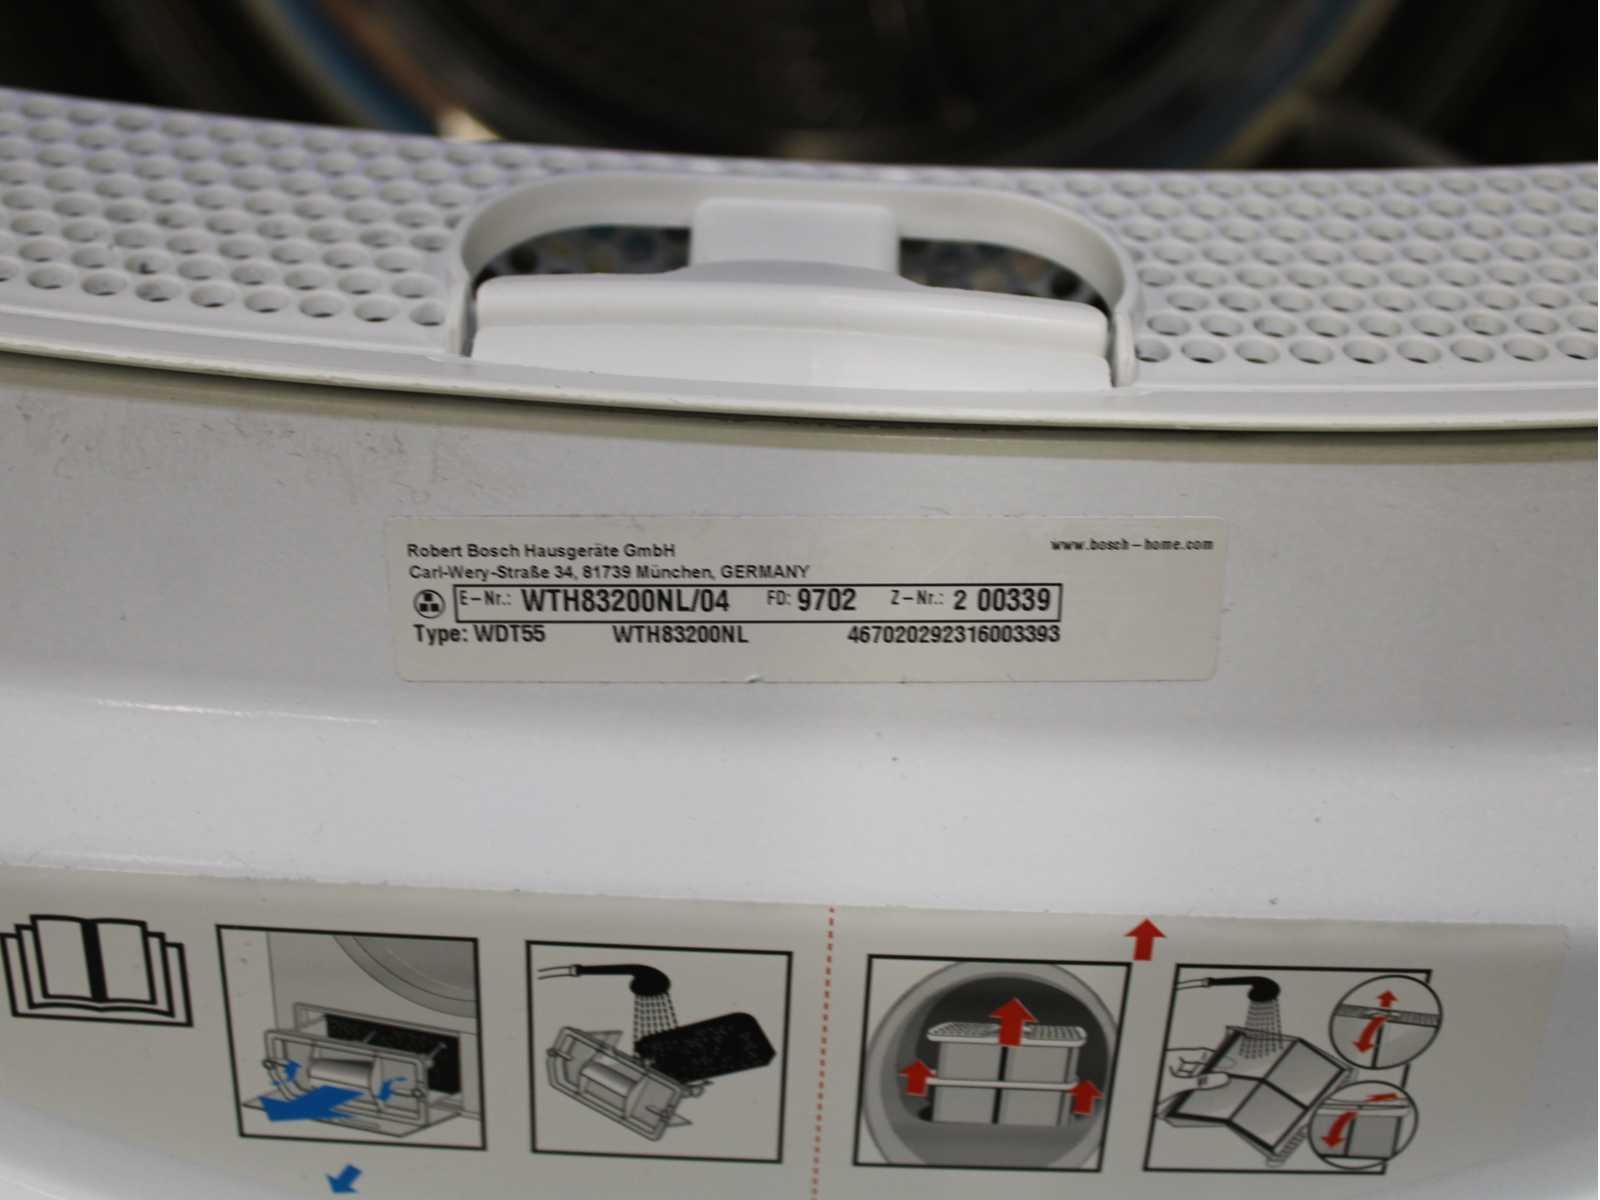 Robert Bosch Hausgeräte GmbH www.bosch-home.com
Carl-Wery-Straße 34, 81739 München, GERMANY
E-Nr.: WTH83200NL/04 FD: 9702 Z-Nr.: 2 00339
Type: WDT55 WTH83200NL 467020292316003393